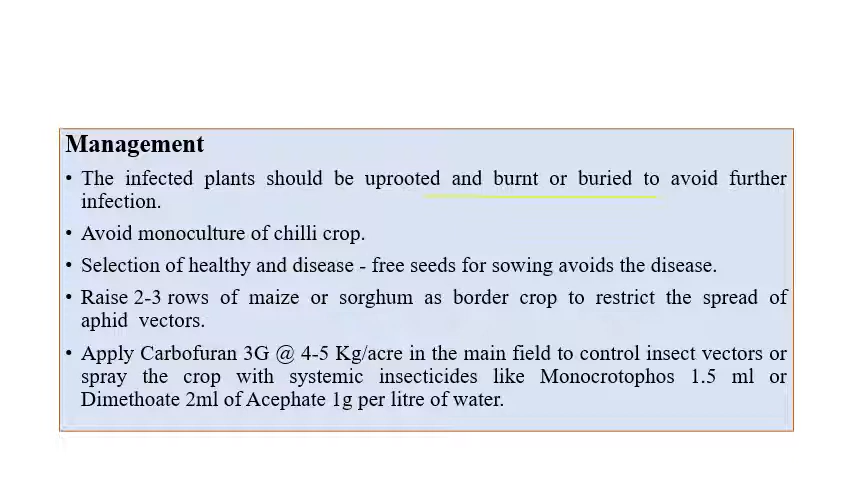 Management
• The infected plants should be uprooted and burnt or buried to avoid further
infection.
• Avoid monoculture of chilli crop.
• Selection of healthy and disease - free seeds for sowing avoids the disease.
• Raise 2-3 rows of maize or sorghum as border crop to restrict the spread of
aphid vectors.
• Apply Carbofuran 3G @ 4-5 Kg/acre in the main field to control insect vectors or
spray the crop with systemic insecticides like Monocrotophos 1.5 ml or
Dimethoate 2ml of Acephate 1g per litre of water.